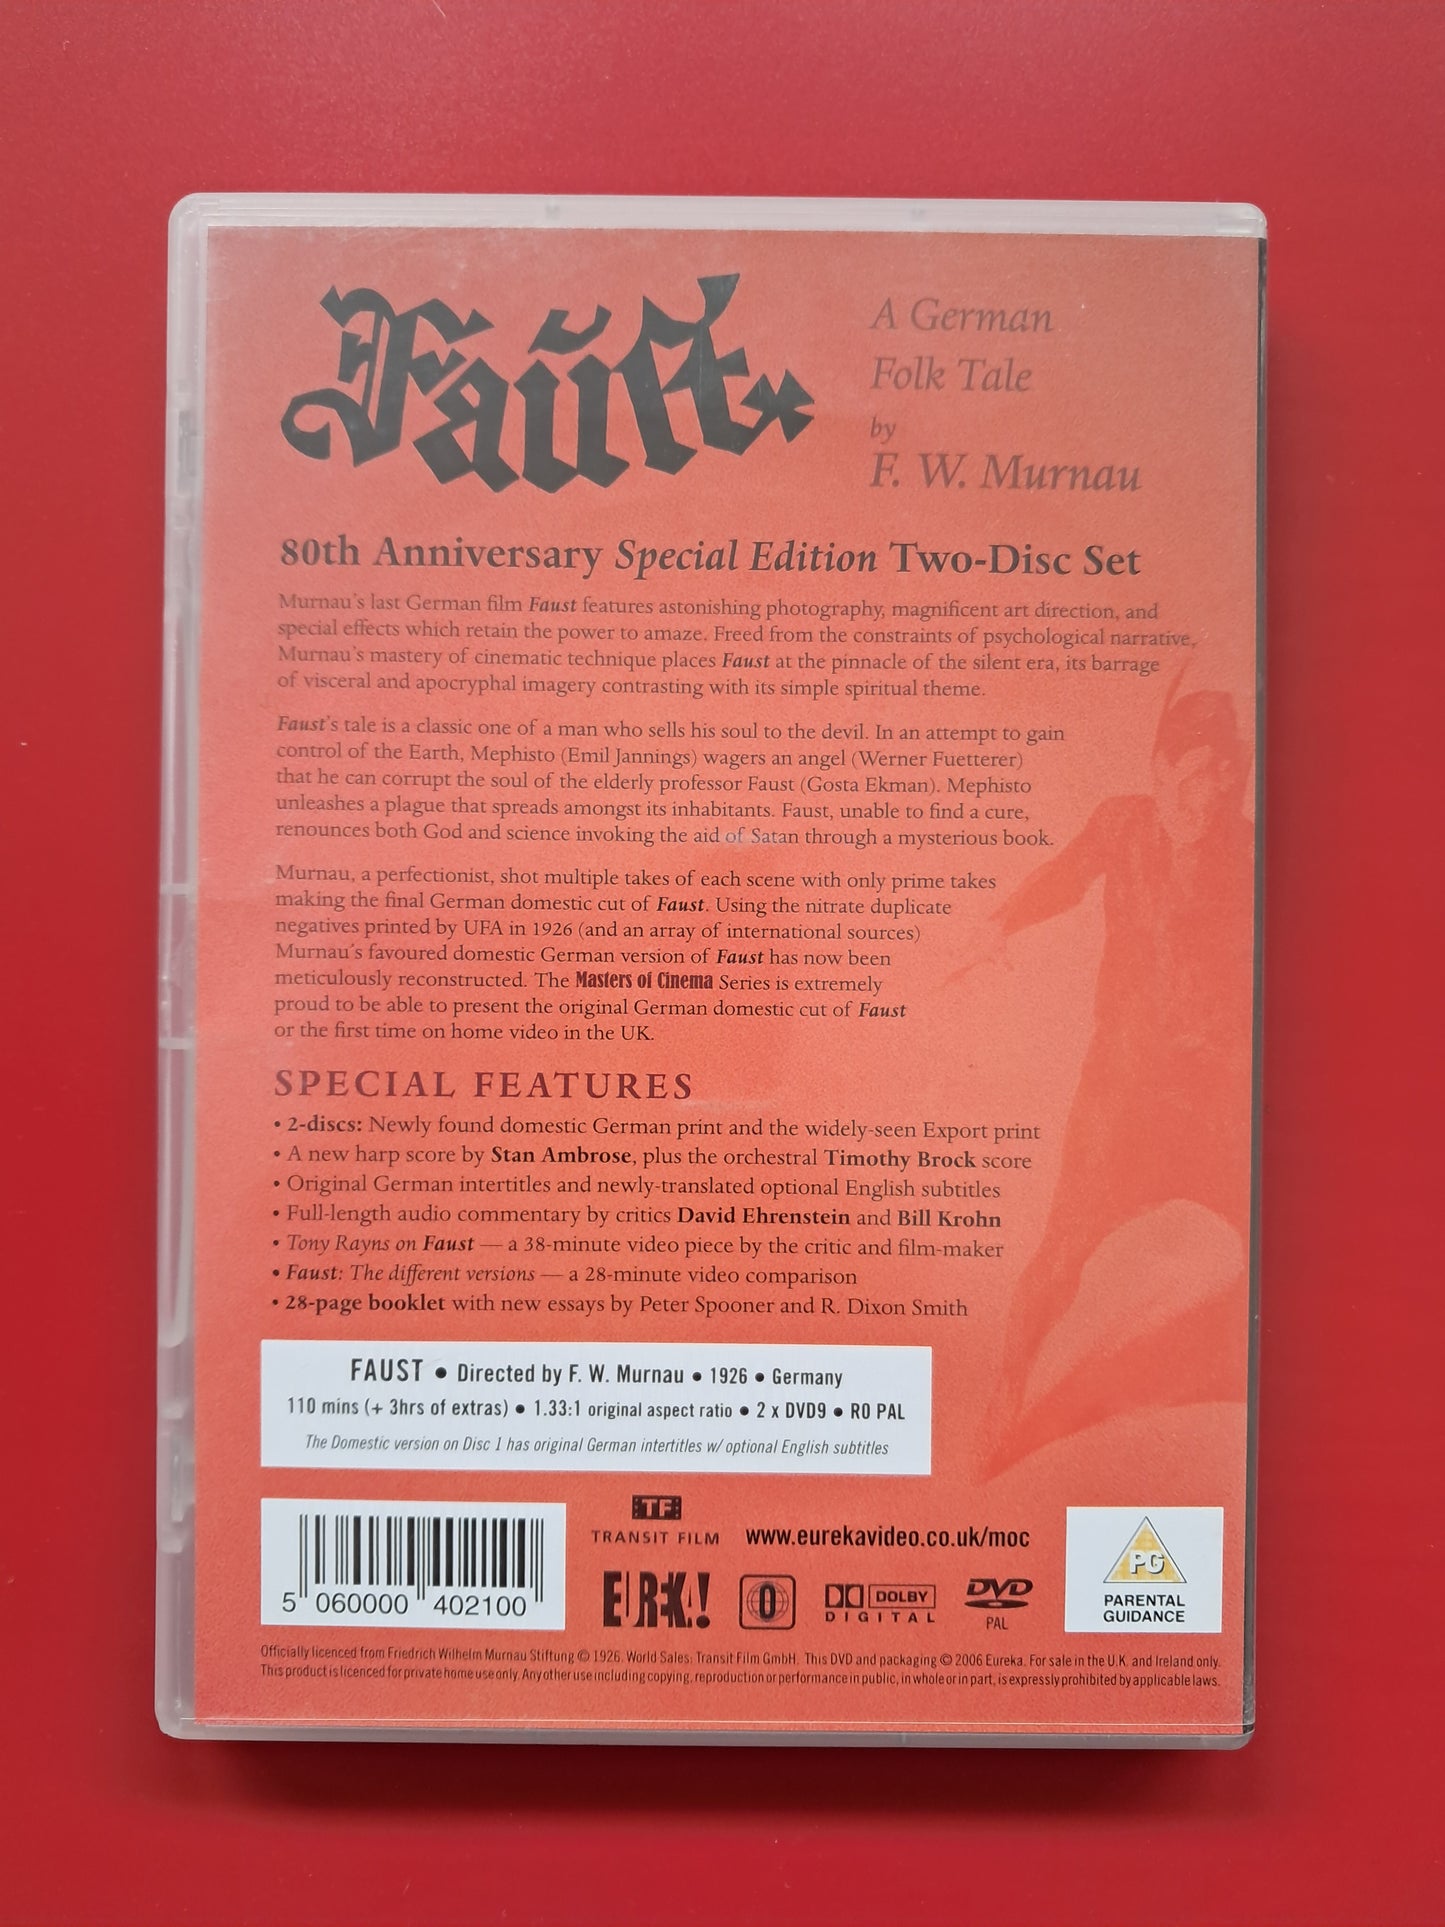 Faust
A German
Folk Tale
by
F. W. Murnau
80th Anniversary Special Edition Two-Disc Set
Murnau's last German film Faust features astonishing photography, magnificent art direction, and
special effects which retain the power to amaze. Freed from the constraints of psychological narrative,
Murnau's mastery of cinematic technique places Faust at the pinnacle of the silent era, its barrage
of visceral and apocryphal imagery contrasting with its simple spiritual theme.
Faust's tale is a classic one of a man who sells his soul to the devil. In an attempt to gain
control of the Earth, Mephisto (Emil Jannings) wagers an angel (Werner Fuetterer)
that he can corrupt the soul of the elderly professor Faust (Gosta Ekman). Mephisto
unleashes a plague that spreads amongst its inhabitants. Faust, unable to find a cure,
renounces both God and science invoking the aid of Satan through a mysterious book.
Murnau, a perfectionist, shot multiple takes of each scene with only prime takes
making the final German domestic cut of Faust. Using the nitrate duplicate
negatives printed by UFA in 1926 (and an array of international sources)
Murnau's favoured domestic German version of Faust has now been
meticulously reconstructed. The Masters of Cinema Series is extremely
proud to be able to present the original German domestic cut of Faust
or the first time on home video in the UK.
SPECIAL FEATURES
• 2-discs: Newly found domestic German print and the widely-seen Export print
• A new harp score by Stan Ambrose, plus the orchestral Timothy Brock score
• Original German intertitles and newly-translated optional English subtitles
• Full-length audio commentary by critics David Ehrenstein and Bill Krohn
• Tony Rayns on Faust — a 38-minute video piece by the critic and film-maker
• Faust: The different versions — a 28-minute video comparison
• 28-page booklet with new essays by Peter Spooner and R. Dixon Smith
FAUST • Directed by F. W. Murnau • 1926 • Germany
110 mins (+ 3hrs of extras) • 1.33:1 original aspect ratio • 2 x DVD9 • R0 PAL
The Domestic version on Disc 1 has original German intertitles w/ optional English subtitles
TF
TRANSIT FILM
www.eurekavideo.co.uk/moc
5 060000 402100
EUREKA!
0
DOLBY
DIGITAL
DVD
PAL
PG
PARENTAL
GUIDANCE
Officially licenced from Friedrich Wilhelm Murnau Stiftung © 1926. World Sales: Transit Film GmbH. This DVD and packaging © 2006 Eureka. For sale in the U.K. and Ireland only.
This product is licenced for private home use only. Any other use including copying, reproduction or performance in public, in whole or in part, is expressly prohibited by applicable laws.